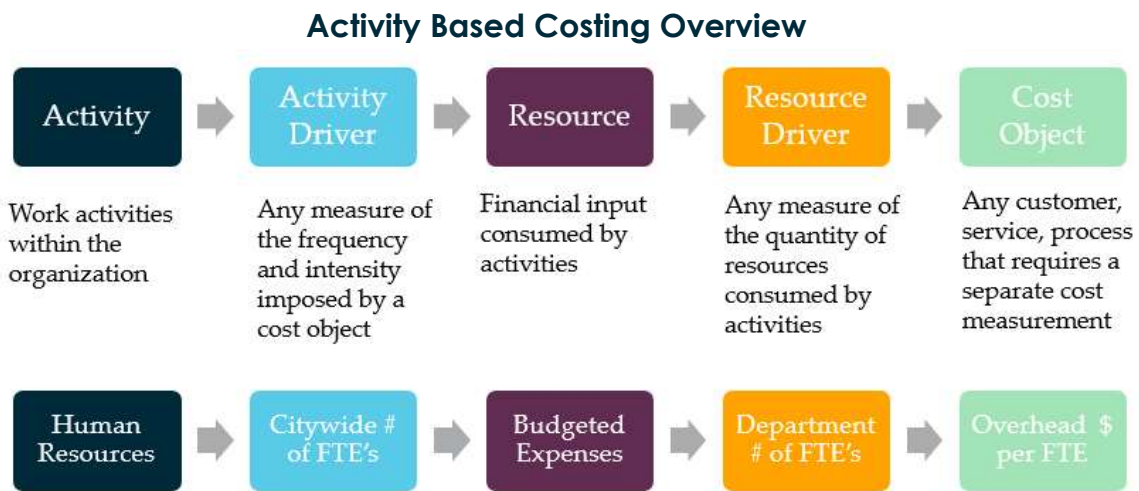 Activity Based Costing Overview
Activity
Activity
Driver
Resource
Resource
Driver
Cost
Object
Work activities
within the
organization
Any measure of
the frequency
and intensity
imposed by a
cost object
Financial input
consumed by
activities
Any measure of
the quantity of
resources
consumed by
activities
Any customer,
service, process
that requires a
separate cost
measurement
Human
Resources
Citywide #
of FTE's
Budgeted
Expenses
Department
# of FTE's
Overhead $
per FTE